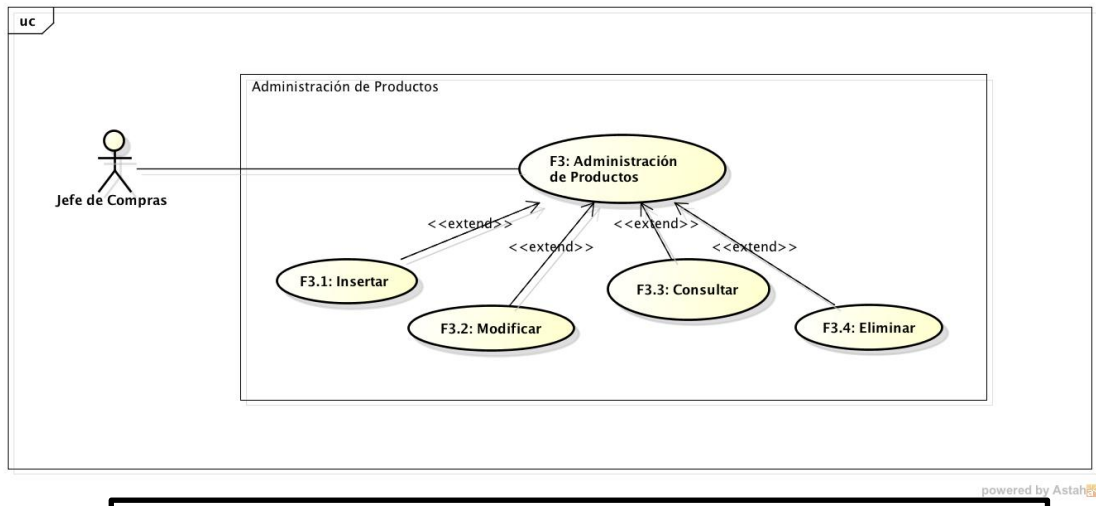 uc
Administración de Productos
F3: Administración
de Productos
Jefe de Compras
<<extend>>
<<extend>>
<<extend>>
<<extend>>
F3.1: Insertar
F3.2: Modificar
F3.3: Consultar
F3.4: Eliminar
powered by Astah